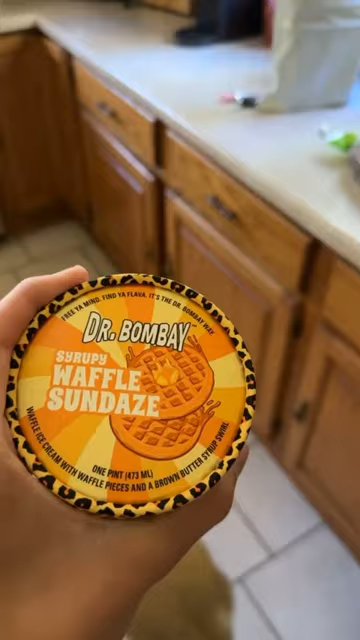 FREE YA MIND. FIND YA FLAVA. IT'S THE DR. BOMBAY WAY
DR. BOMBAY™
SYRUPY
WAFFLE
SUNDAZE
ONE PINT (473 ML)
WAFFLE ICE CREAM WITH WAFFLE PIECES AND A BROWN BUTTER SYRUP SWIRL